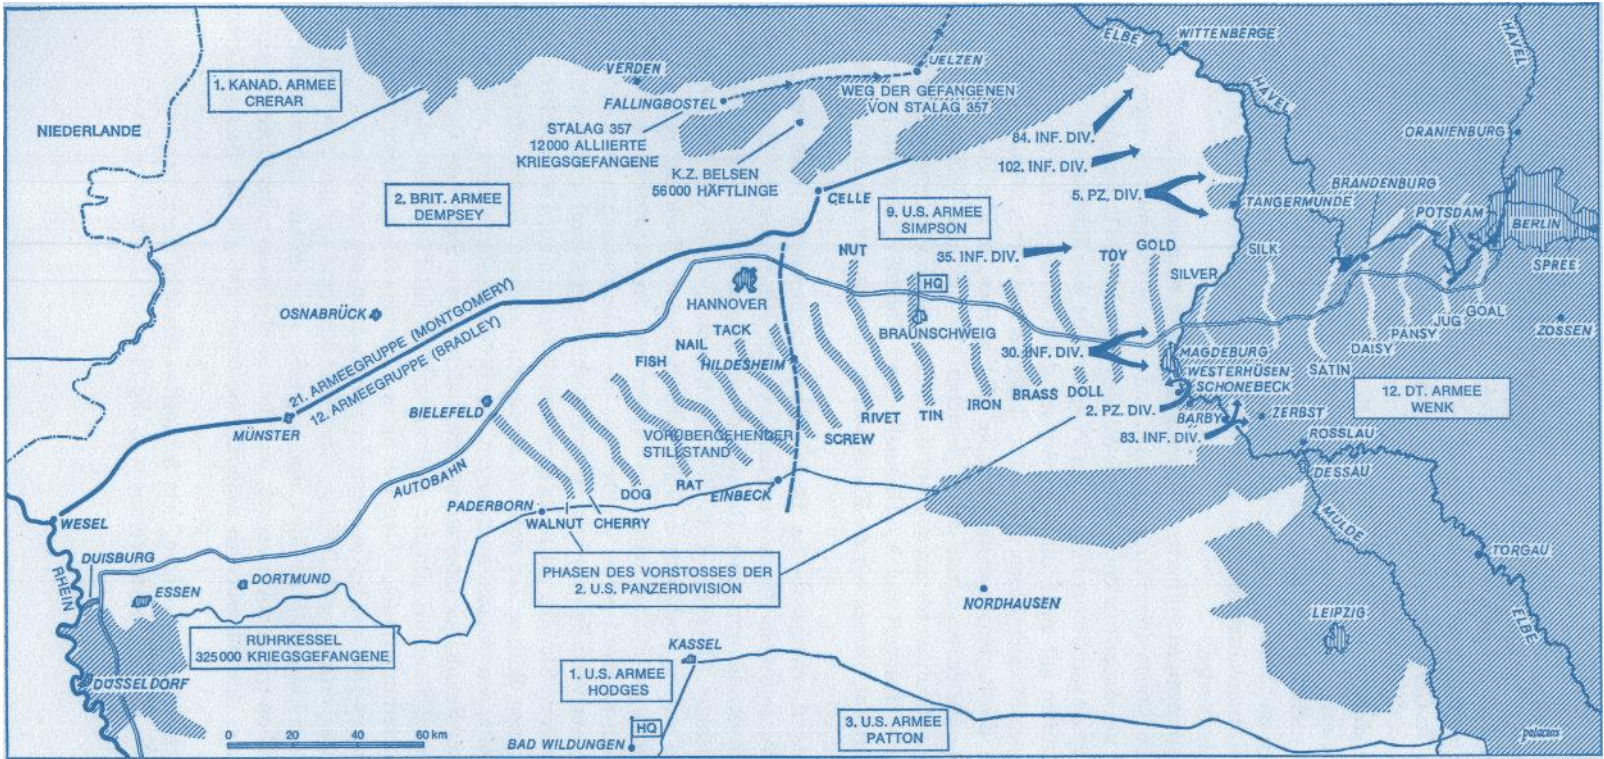 1. KANAD. ARMEE
CRERAR
NIEDERLANDE
VERDEN
FALLINGBOSTEL
UELZEN
WEG DER GEFANGENEN
VON STALAG 357
STALAG 357
12000 ALLIIERTE
KRIEGSGEFANGENE
K.Z. BELSEN
56000 HÄFTLINGE
ELBE
WITTENBERGE
HAVEL
HAVEL
ORANIENBURG
84. INF. DIV.
102. INF. DIV.
5. PZ. DIV.
TANGERMÜNDE
BRANDENBURG
POTSDAM
BERLIN
SPREE
ZOSSEN
2. BRIT. ARMEE
DEMPSEY
CELLE
9. U.S. ARMEE
SIMPSON
35. INF. DIV.
NUT
TOY
GOLD
SILVER
SILK
HQ
HANNOVER
BRAUNSCHWEIG
OSNABRÜCK
21. ARMEEGRUPPE (MONTGOMERY)
12. ARMEEGRUPPE (BRADLEY)
TACK
NAIL
FISH
HILDESHEIM
30. INF. DIV.
MAGDEBURG
WESTERHÜSEN
SCHÖNEBECK
SATIN
DAISY
PANSY
JUG
GOAL
12. DT. ARMEE
WENK
BIELEFELD
MÜNSTER
RIVET
TIN
IRON
BRASS
DOLL
2. PZ. DIV.
BARBY
ZERBST
83. INF. DIV.
ROSSLAU
DESSAU
SCREW
VORÜBERGEHENDER
STILLSTAND
AUTOBAHN
PADERBORN
WALNUT
CHERRY
DOG
RAT
EINBECK
WESEL
RHEIN
DUISBURG
ESSEN
DORTMUND
PHASEN DES VORSTOSSES DER
2. U.S. PANZERDIVISION
MULDE
TORGAU
ELBE
NORDHAUSEN
LEIPZIG
RUHRKESSEL
325000 KRIEGSGEFANGENE
DÜSSELDORF
KASSEL
1. U.S. ARMEE
HODGES
HQ
BAD WILDUNGEN
3. U.S. ARMEE
PATTON
0 20 40 60 km
palacios